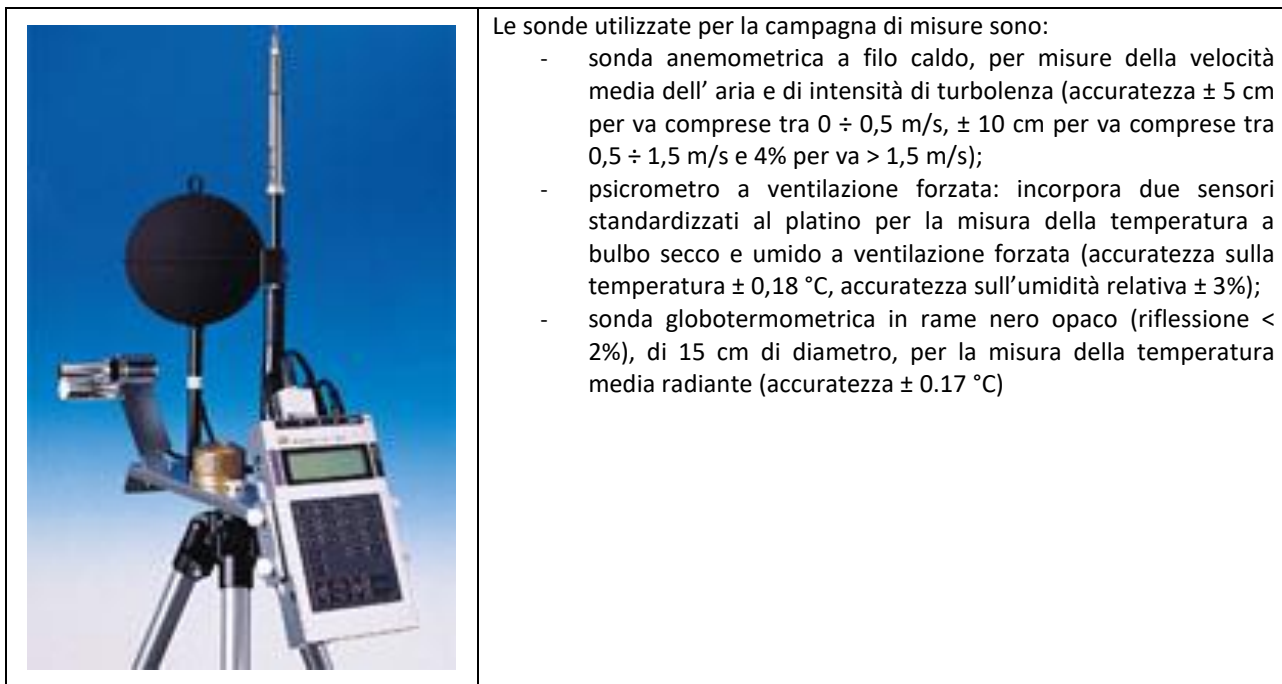 Le sonde utilizzate per la campagna di misure sono:
- sonda anemometrica a filo caldo, per misure della velocità
media dell' aria e di intensità di turbolenza (accuratezza ± 5 cm
per va comprese tra 0 ÷ 0,5 m/s, ± 10 cm per va comprese tra
0,5 ÷ 1,5 m/s e 4% per va > 1,5 m/s);
- psicrometro a ventilazione forzata: incorpora due sensori
standardizzati al platino per la misura della temperatura a
bulbo secco e umido a ventilazione forzata (accuratezza sulla
temperatura ± 0,18 °C, accuratezza sull'umidità relativa ± 3%);
- sonda globotermometrica in rame nero opaco (riflessione <
2%), di 15 cm di diametro, per la misura della temperatura
media radiante (accuratezza ± 0.17 °C)